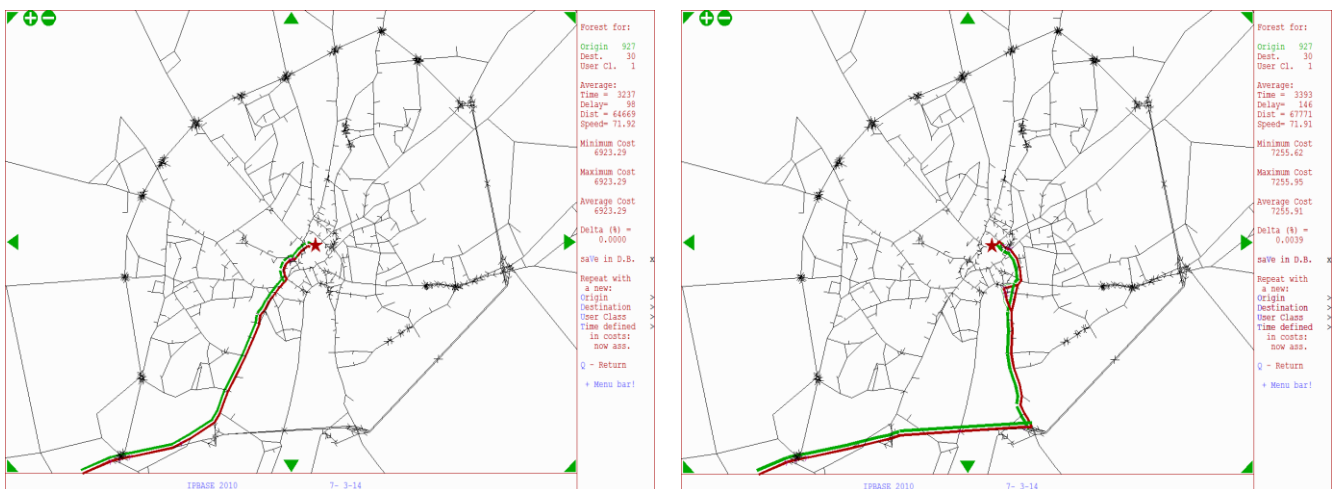 Forest for:
Origin 927
Dest. 30
User Cl. 1
Average:
Time = 3237
Delay= 98
Dist = 64669
Speed= 71.92
Minimum Cost
6923.29
Maximum Cost
6923.29
Average Cost
6923.29
Delta (%) =
0.0000
saVe in D.B. x
Repeat with
a new:
Origin >
Destination >
User Class >
Time defined >
in costs:
now ass.
Q - Return
+ Menu bar!
IPBASE 2010 7- 3-14
Forest for:
Origin 927
Dest. 30
User Cl. 1
Average:
Time = 3393
Delay= 146
Dist = 67771
Speed= 71.91
Minimum Cost
7255.62
Maximum Cost
7255.95
Average Cost
7255.91
Delta (%) =
0.0039
saVe in D.B. x
Repeat with
a new:
Origin >
Destination >
User Class >
Time defined >
in costs:
now ass.
Q - Return
+ Menu bar!
IPBASE 2010 7- 3-14